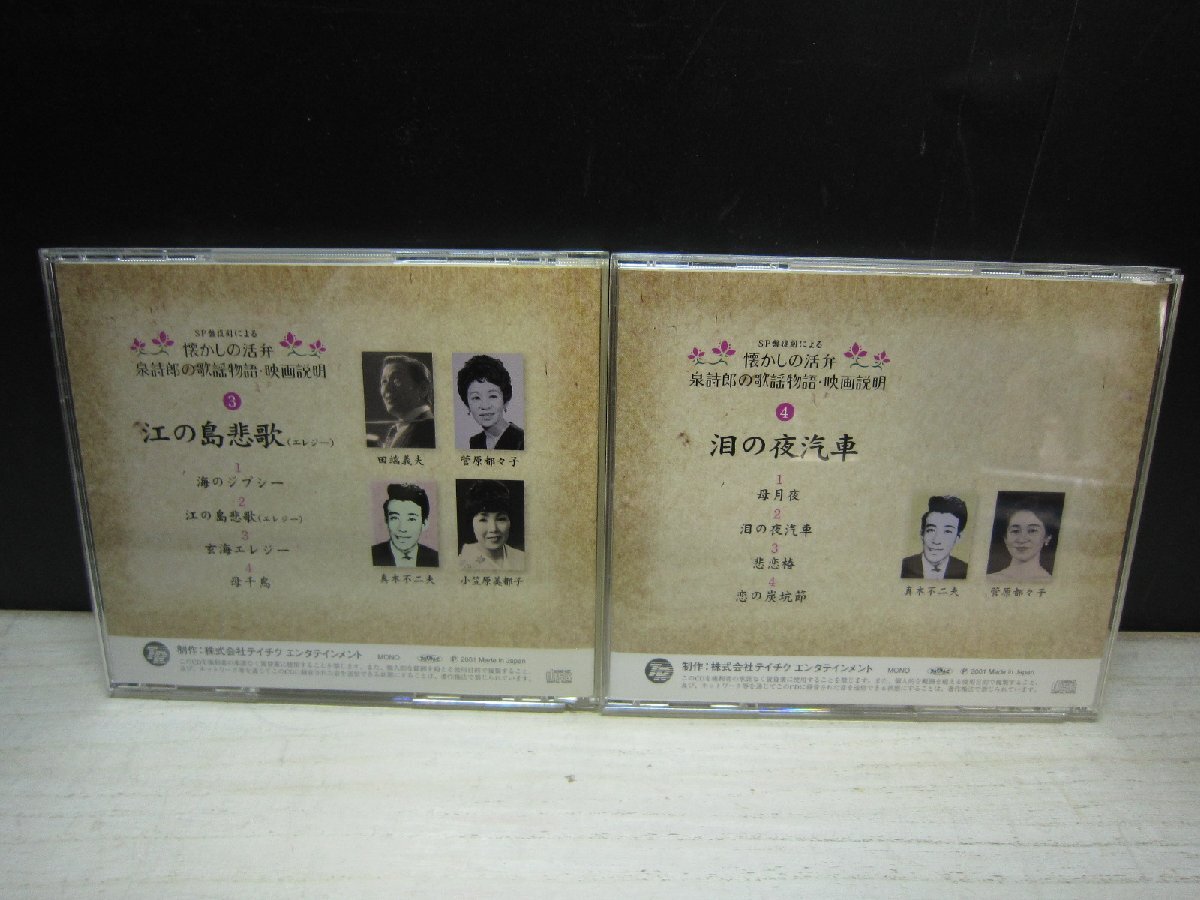 SP盤復刻による
懐かしの活弁
泉詩郎の歌謡物語・映画説明
3
江の島悲歌(エレジー)
1
海のジプシー
2
江の島悲歌(エレジー)
3
玄海エレジー
4
母千鳥
田端義夫
菅原都々子
真木不二夫
小笠原美都子
制作：株式会社テイチク エンタテインメント
MONO
℗ 2001 Made in Japan
SP盤復刻による
懐かしの活弁
泉詩郎の歌謡物語・映画説明
4
泪の夜汽車
1
母月夜
2
泪の夜汽車
3
悲恋椿
4
恋の炭坑節
真木不二夫
菅原都々子
制作：株式会社テイチク エンタテインメント
MONO
℗ 2001 Made in Japan